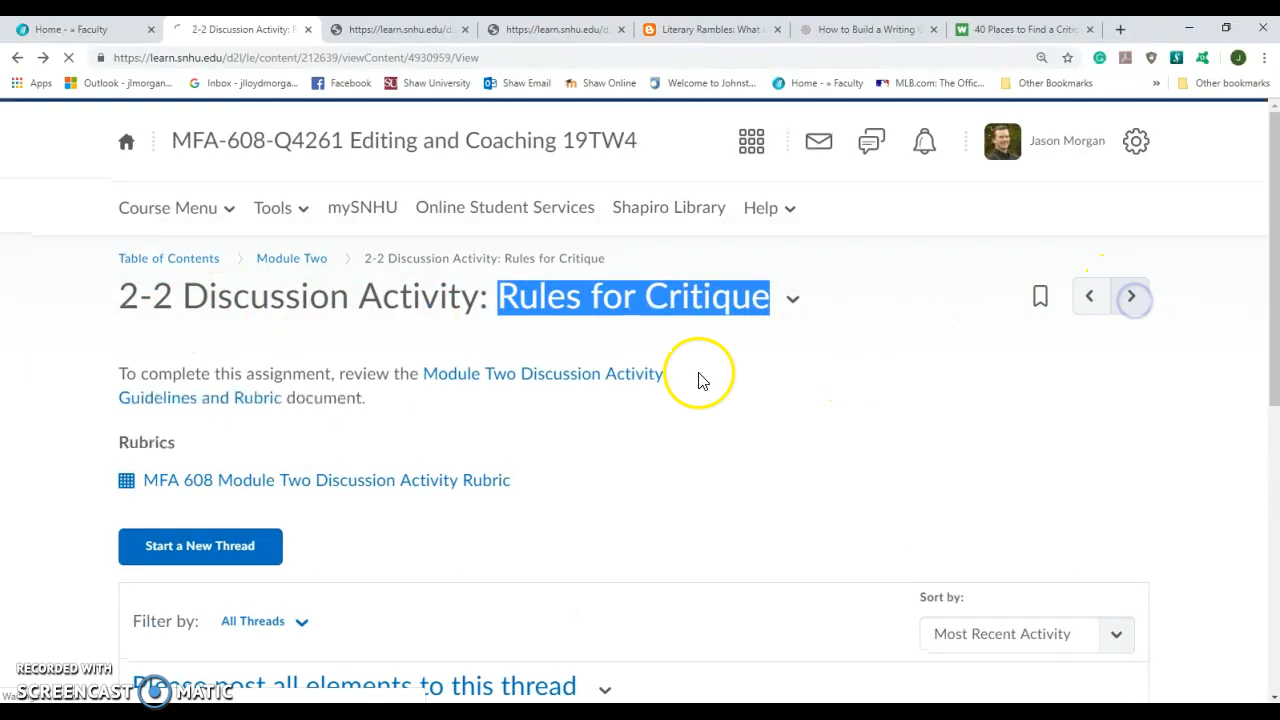 Home - » Faculty
2-2 Discussion Activity: R
https://learn.snhu.edu/d
https://learn.snhu.edu/d2
Literary Rambles: What
How to Build a Writing
40 Places to Find a Critiq
https://learn.snhu.edu/d2l/le/content/212639/viewContent/4930959/View
Apps
Outlook - jlmorgan...
Inbox - jloydmorga...
Facebook
Shaw University
Shaw Email
Shaw Online
Welcome to Johnst...
Home - » Faculty
MLB.com: The Offic...
Other bookmarks
»
Other bookmarks
MFA-608-Q4261 Editing and Coaching 19TW4
Jason Morgan
Course Menu
Tools
mySNHU
Online Student Services
Shapiro Library
Help
Table of Contents
Module Two
2-2 Discussion Activity: Rules for Critique
2-2 Discussion Activity: Rules for Critique
To complete this assignment, review the Module Two Discussion Activity
Guidelines and Rubric document.
Rubrics
MFA 608 Module Two Discussion Activity Rubric
Start a New Thread
Sort by:
Filter by: All Threads
Most Recent Activity
Please post all elements to this thread
RECORDED WITH
SCREENCAST MATIC